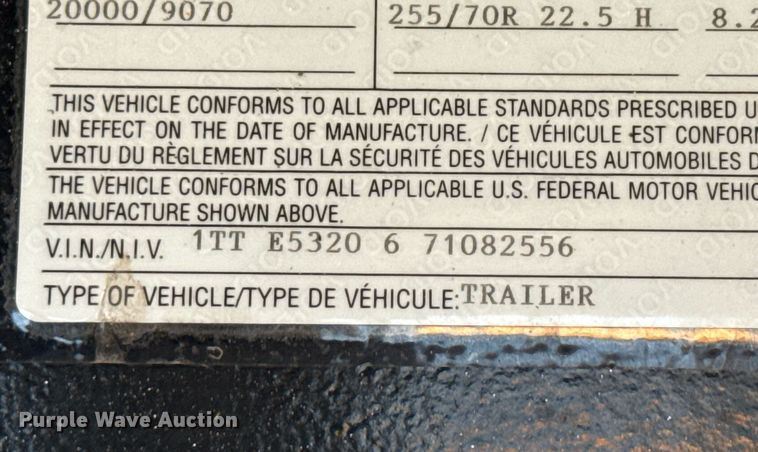 20000/9070 255/70R 22.5 H 8.2
THIS VEHICLE CONFORMS TO ALL APPLICABLE STANDARDS PRESCRIBED U
IN EFFECT ON THE DATE OF MANUFACTURE. / CE VÉHICULE EST CONFOR
VERTU DU RÈGLEMENT SUR LA SÉCURITÉ DES VÉHICULES AUTOMOBILES D
THE VEHICLE CONFORMS TO ALL APPLICABLE U.S. FEDERAL MOTOR VEHIC
MANUFACTURE SHOWN ABOVE.
V.I.N./N.I.V. 1TT E5320 6 71082556
TYPE OF VEHICLE/TYPE DE VÉHICULE: TRAILER
Purple Wave Auction